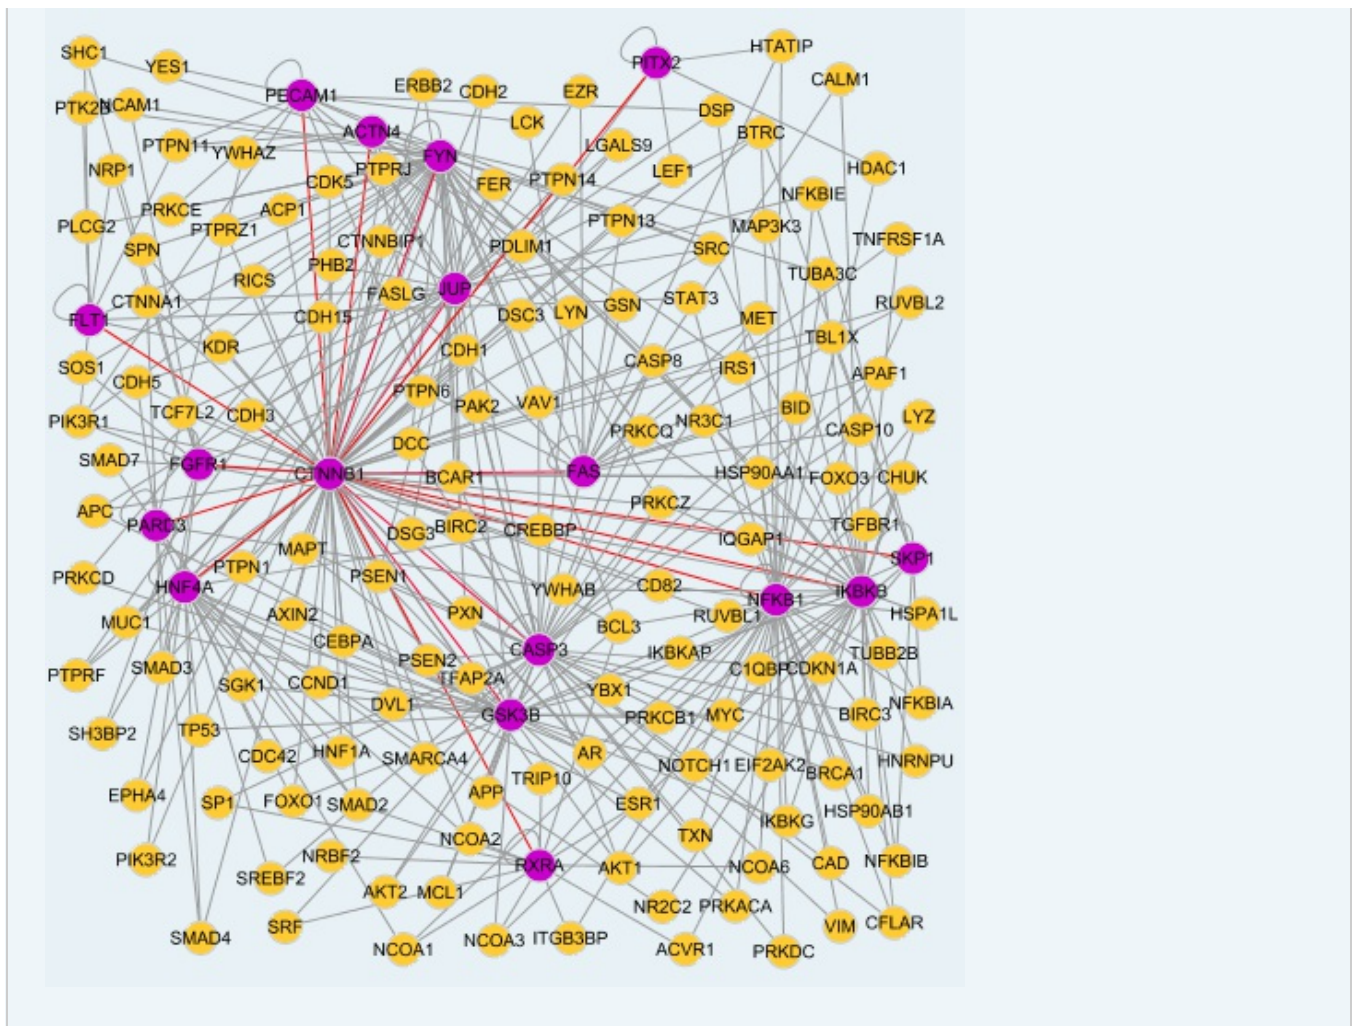 SHC1
YES1
PITX2
HTATIP
CALM1
PTK2B
NCAM1
PECAM1
ERBB2
CDH2
EZR
DSP
LCK
ACTN4
BTRC
PTPN11
YWHAZ
FYN
LGALS9
HDAC1
NRP1
CDK5
PTPRJ
FER
PTPN14
LEF1
NFKBIE
PRKCE
ACP1
PLCG2
PTPRZ1
PTPN13
MAP3K3
SPN
CTNNBIP1
PDLIM1
SRC
TNFRSF1A
RICS
PHB2
TUBA3C
CTNNA1
FASLG
JUP
STAT3
RUVBL2
FLT1
CDH15
DSC3
LYN
GSN
MET
KDR
CDH1
TBL1X
SOS1
CDH5
CASP8
IRS1
APAF1
PTPN6
PIK3R1
TCF7L2
CDH3
PAK2
VAV1
NR3C1
BID
LYZ
PRKCQ
CASP10
DCC
SMAD7
FGFR1
CTNNB1
BCAR1
FAS
HSP90AA1
FOXO3
CHUK
APC
PRKCZ
PARD3
DSG3
BIRC2
CREBBP
TGFBR1
IQGAP1
MAPT
SKP1
PRKCD
HNF4A
PTPN1
PSEN1
YWHAB
CD82
NFKB1
IKBKB
MUC1
AXIN2
PXN
BCL3
RUVBL1
HSPA1L
CEBPA
CASP3
IKBKAP
TUBB2B
PTPRF
SMAD3
PSEN2
C1QBP
CDKN1A
SGK1
CCND1
TFAP2A
YBX1
NFKBIA
SH3BP2
TP53
DVL1
GSK3B
PRKCB1
MYC
BIRC3
CDC42
HNF1A
SMARCA4
AR
NOTCH1
EIF2AK2
BRCA1
HNRNPU
EPHA4
SP1
FOXO1
SMAD2
APP
TRIP10
ESR1
IKBKG
HSP90AB1
TXN
PIK3R2
NRBF2
NCOA2
RXRA
AKT1
NCOA6
CAD
NFKBIB
SREBF2
AKT2
MCL1
NR2C2
PRKACA
SMAD4
SRF
NCOA1
NCOA3
ITGB3BP
ACVR1
PRKDC
VIM
CFLAR